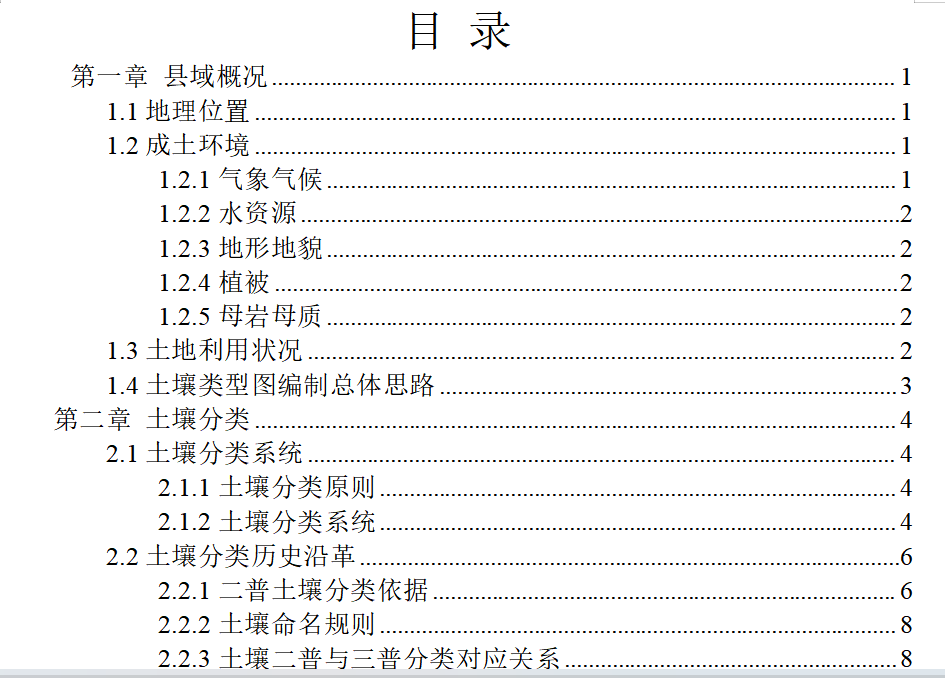 目 录
第一章 县域概况 1
1.1 地理位置 1
1.2 成土环境 1
1.2.1 气象气候 1
1.2.2 水资源 2
1.2.3 地形地貌 2
1.2.4 植被 2
1.2.5 母岩母质 2
1.3 土地利用状况 2
1.4 土壤类型图编制总体思路 3
第二章 土壤分类 4
2.1 土壤分类系统 4
2.1.1 土壤分类原则 4
2.1.2 土壤分类系统 4
2.2 土壤分类历史沿革 6
2.2.1 二普土壤分类依据 6
2.2.2 土壤命名规则 8
2.2.3 土壤二普与三普分类对应关系 8